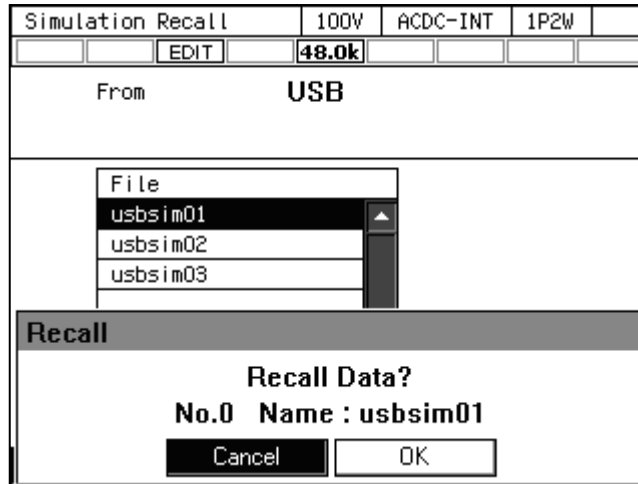 Simulation Recall 100V ACDC-INT 1P2W
EDIT 48.0k
From USB
File
usbsim01
usbsim02
usbsim03
Recall
Recall Data?
No.0 Name : usbsim01
Cancel OK